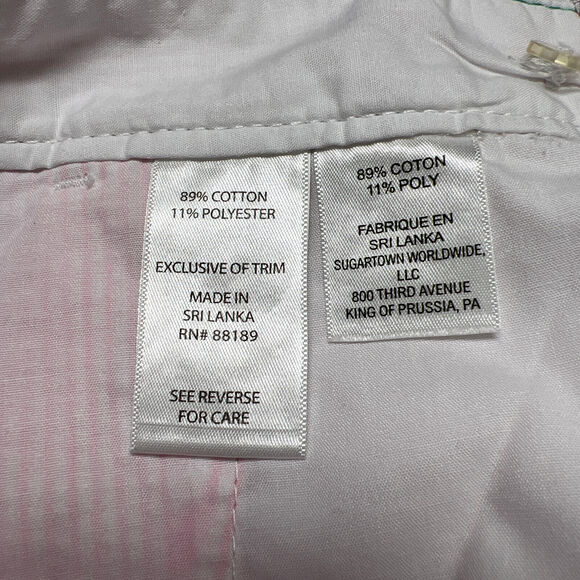 89% COTTON
11% POLYESTER
EXCLUSIVE OF TRIM
MADE IN
SRI LANKA
RN# 88189
SEE REVERSE
FOR CARE
89% COTON
11% POLY
FABRIQUE EN
SRI LANKA
SUGARTOWN WORLDWIDE,
LLC
800 THIRD AVENUE
KING OF PRUSSIA, PA